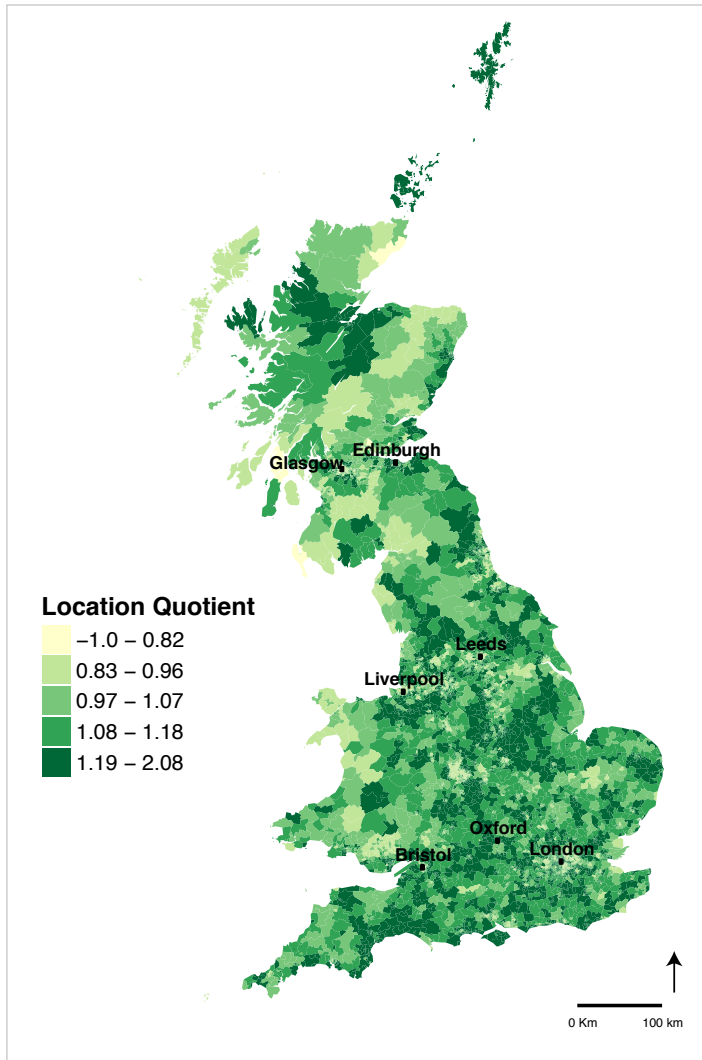 Edinburgh
Glasgow
Location Quotient
−1.0 − 0.82
0.83 − 0.96
0.97 − 1.07
1.08 − 1.18
1.19 − 2.08
Leeds
Liverpool
Oxford
London
Bristol
0 Km 100 km